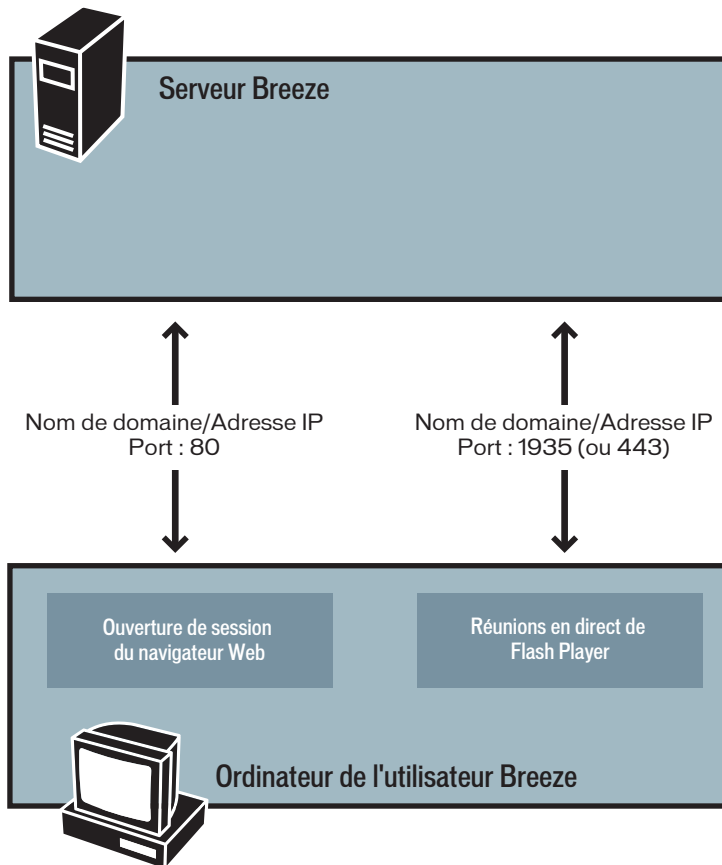 Serveur Breeze
Nom de domaine/Adresse IP
Port : 80
Nom de domaine/Adresse IP
Port : 1935 (ou 443)
Ouverture de session
du navigateur Web
Réunions en direct de
Flash Player
Ordinateur de l'utilisateur Breeze